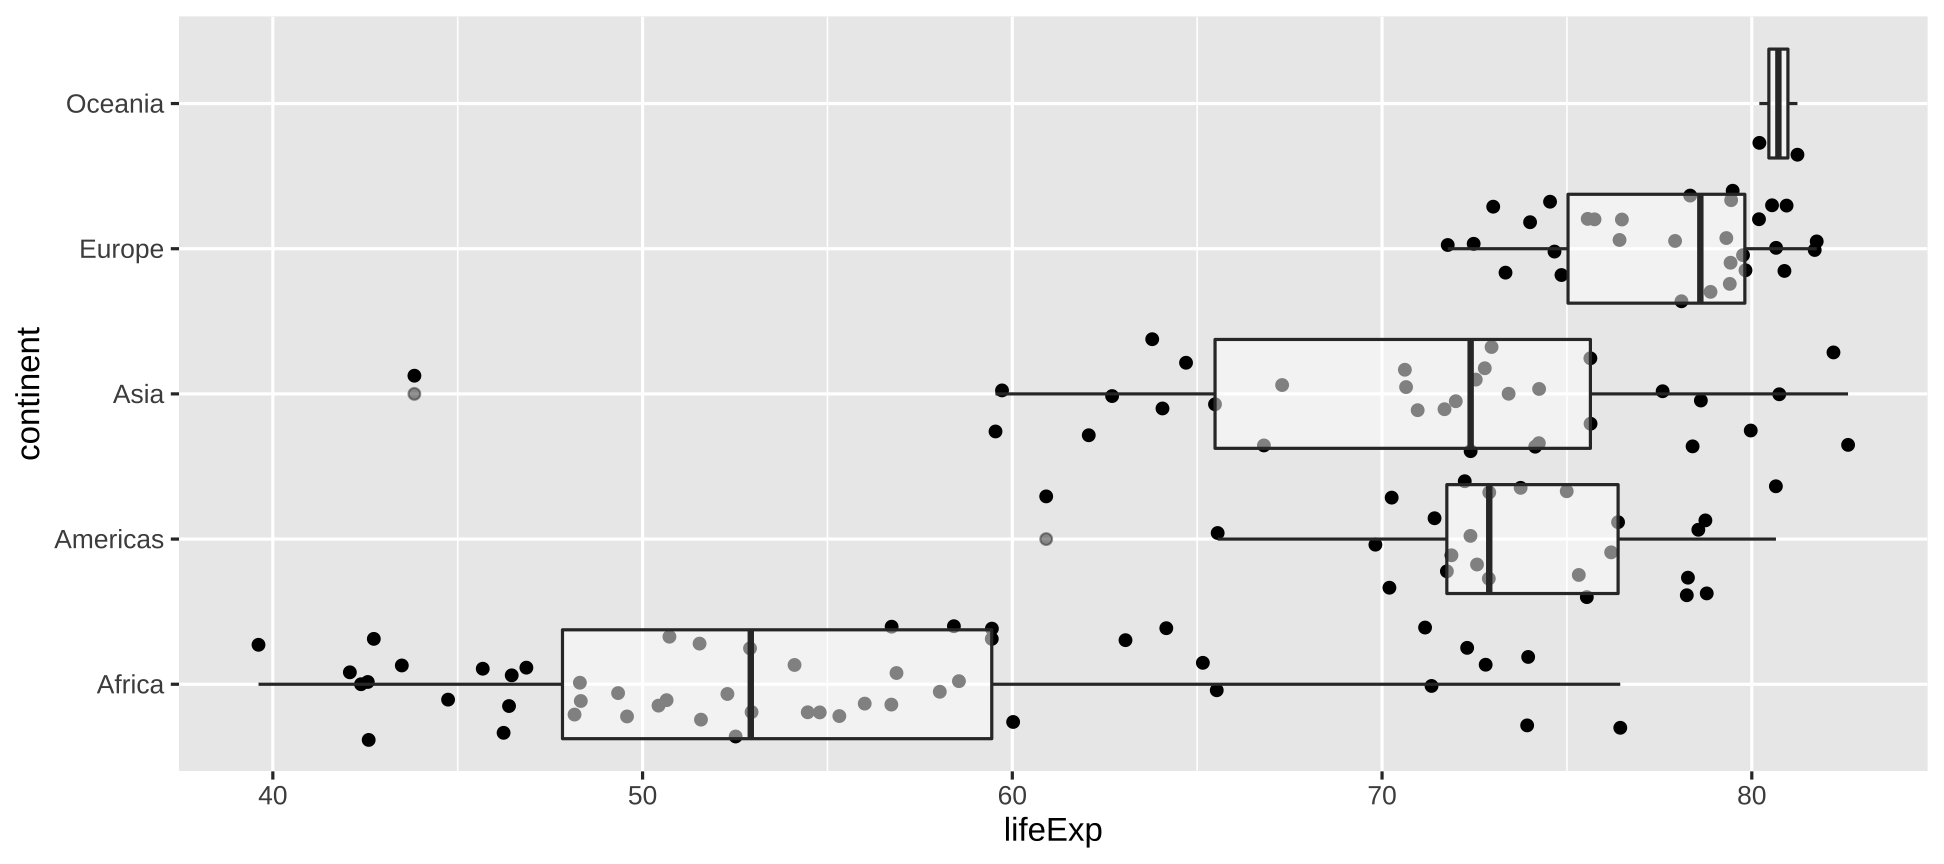 Oceania
Europe
Asia
Americas
Africa
continent
40 50 60 70 80
lifeExp